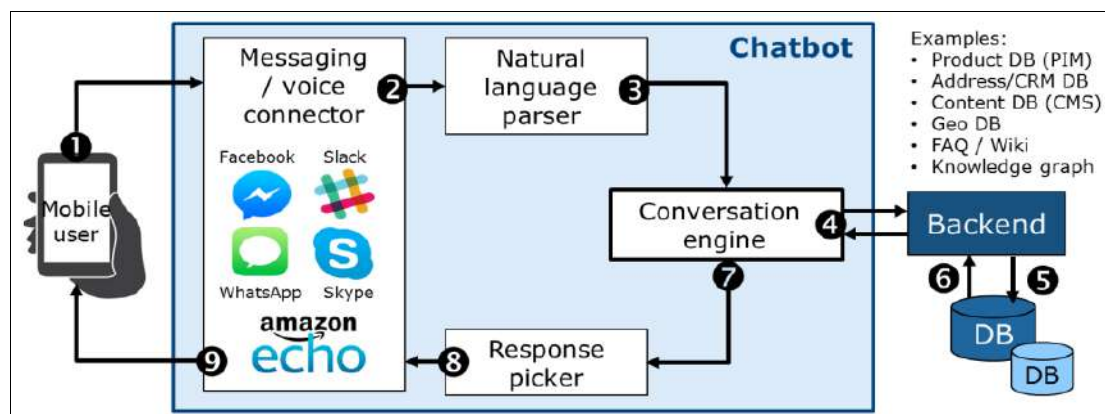 Chatbot
Messaging
/ voice
connector
Facebook
Slack
WhatsApp
Skype
amazon
echo
1
Mobile
user
2
Natural
language
parser
3
Conversation
engine
4
Backend
Examples:
• Product DB (PIM)
• Address/CRM DB
• Content DB (CMS)
• Geo DB
• FAQ / Wiki
• Knowledge graph
5
6
DB
DB
7
Response
picker
8
9